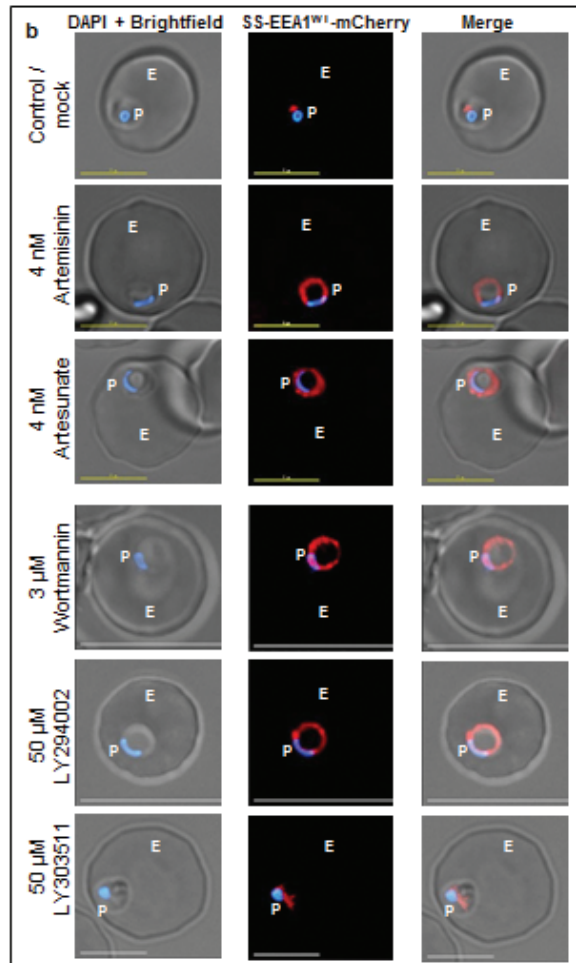 b DAPI + Brightfield SS-EEA1WT-mCherry Merge
Control /
mock
E E E
P P P
4 nM
Artemisinin
E E E
P P P
4 nM
Artesunate
P P P
E E E
3 µM
Wortmannin
P P P
E E E
50 µM
LY294002
E E E
P P P
50 µM
LY303511
E E E
P P P